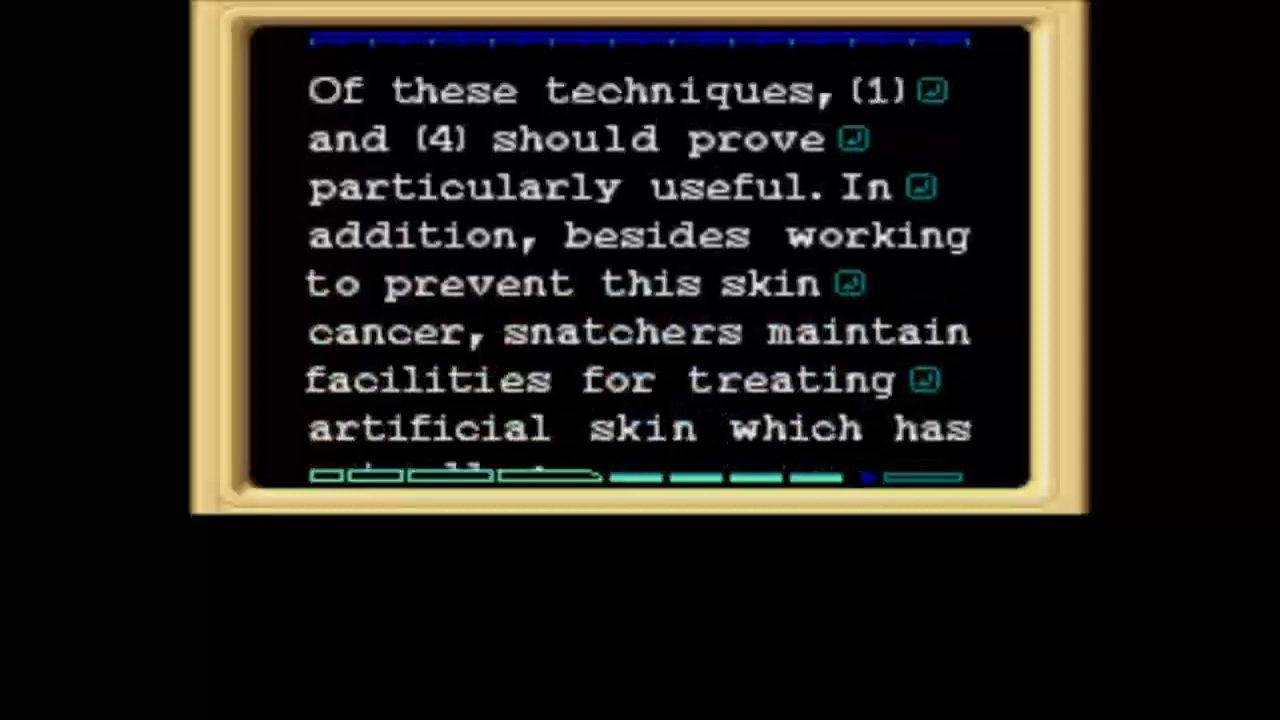 Of these techniques, (1)
and (4) should prove
particularly useful. In
addition, besides working
to prevent this skin
cancer, snatchers maintain
facilities for treating
artificial skin which has